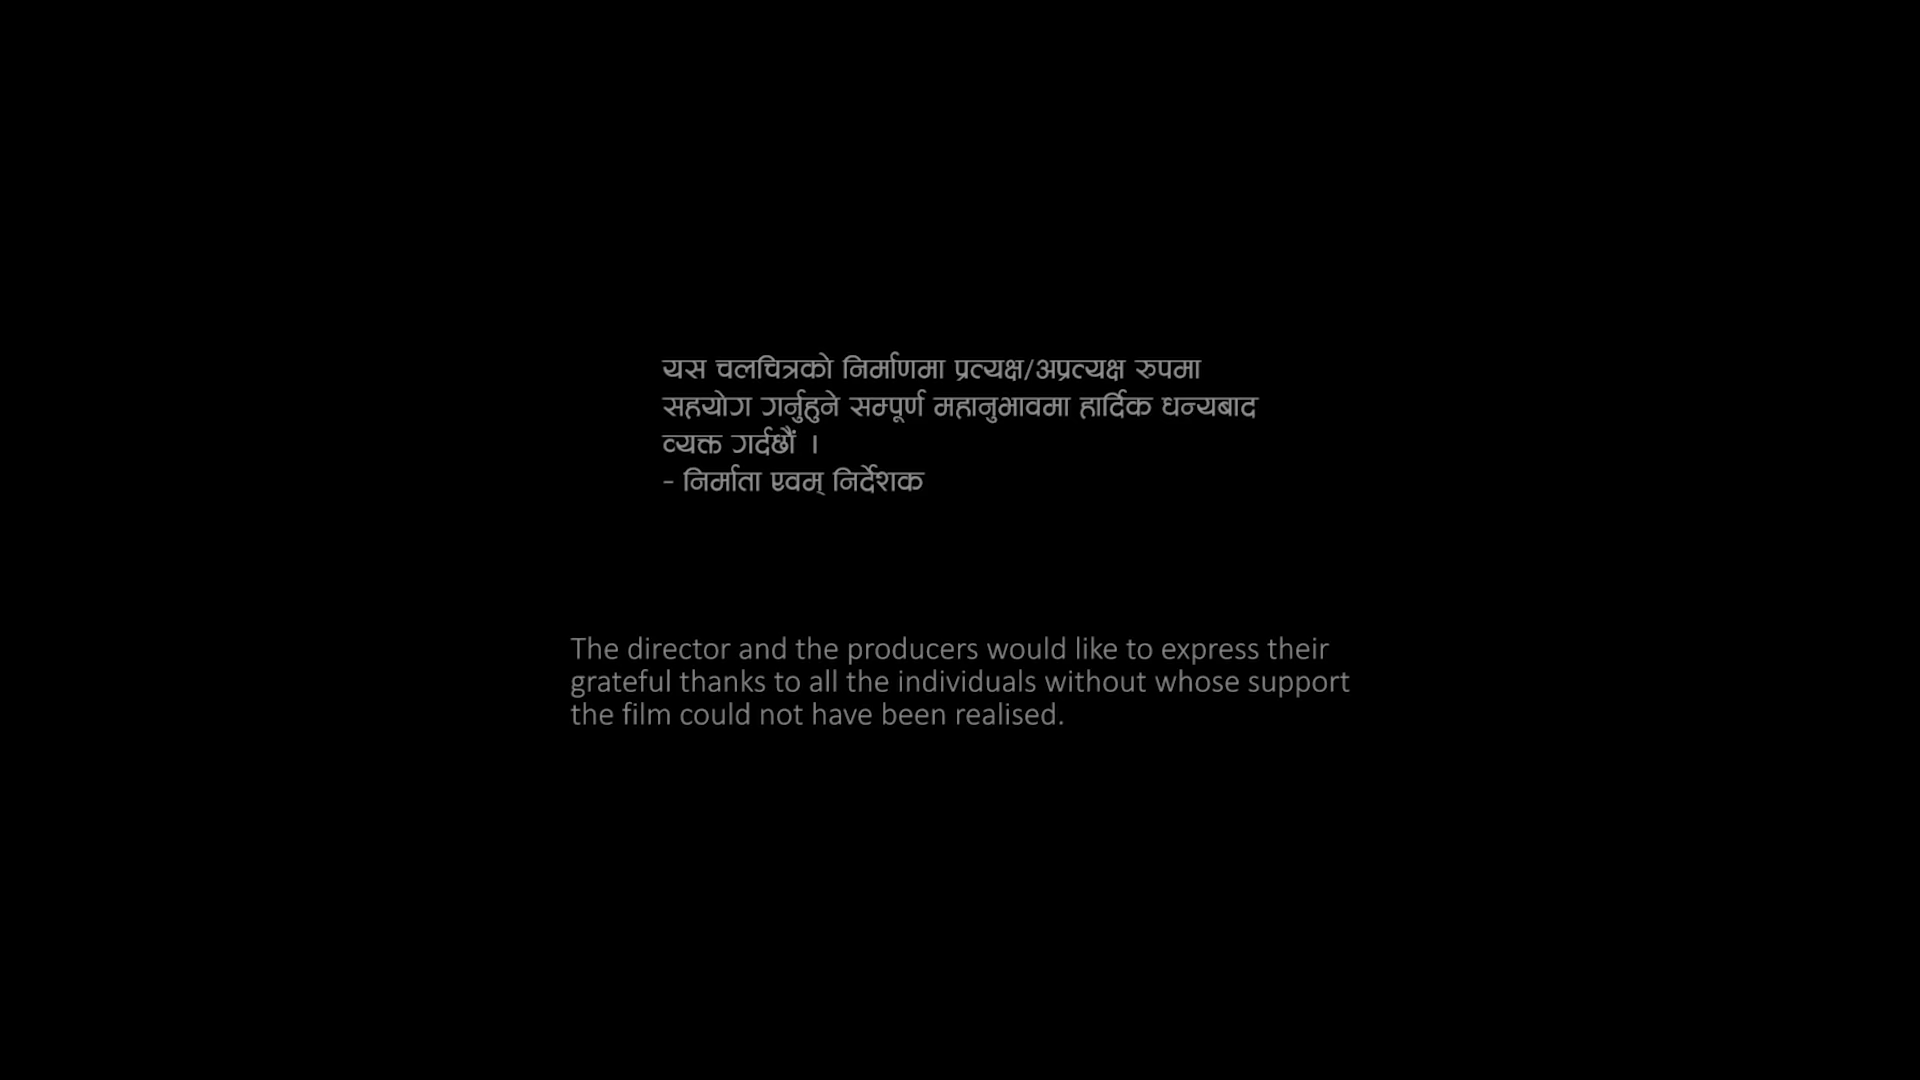 यस चलचित्रको निर्माणमा प्रत्यक्ष/अप्रत्यक्ष रुपमा
सहयोग गर्नुहुने सम्पूर्ण महानुभावमा हार्दिक धन्यबाद
व्यक्त गर्दछौं ।
- निर्माता एवम् निर्देशक
The director and the producers would like to express their
grateful thanks to all the individuals without whose support
the film could not have been realised.